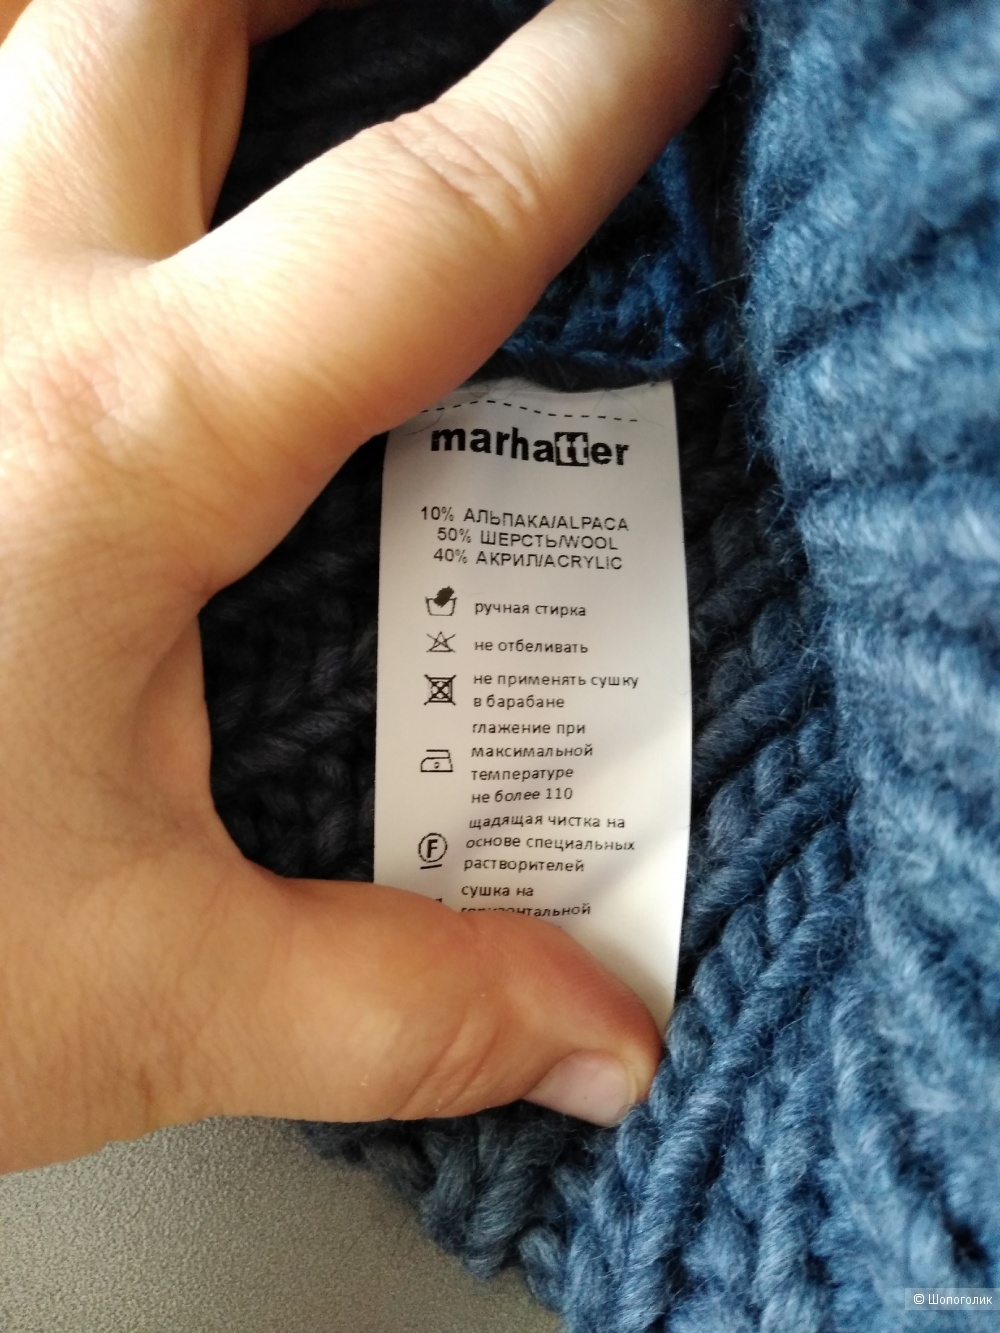 marhatter
10% АЛЬПАКА/ALPACA
50% ШЕРСТЬ/WOOL
40% АКРИЛ/ACRYLIC
ручная стирка
не отбеливать
не применять сушку
в барабане
глажение при
максимальной
температуре
не более 110
F
щадящая чистка на
основе специальных
растворителей
сушка на
горизонтальной
© Шопоголик